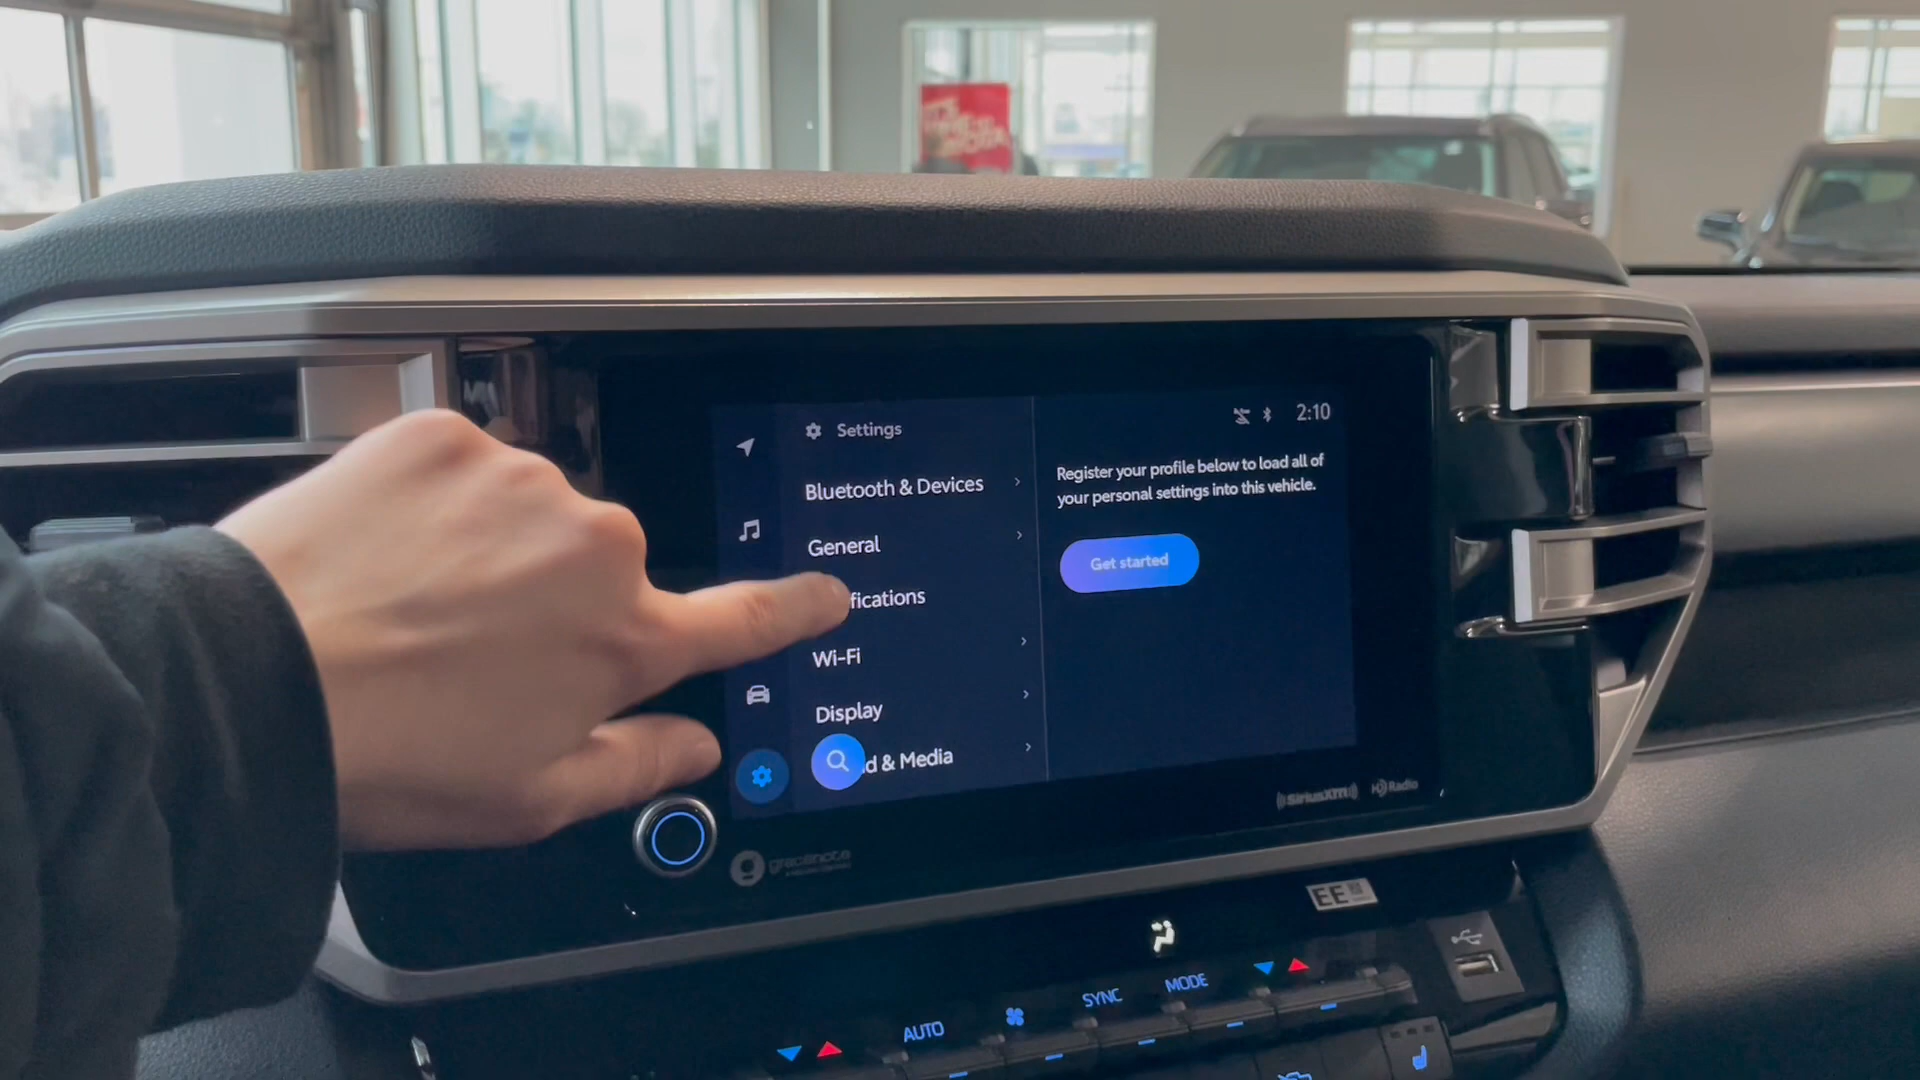 Settings
2:10
Bluetooth & Devices
General
fications
Wi-Fi
Display
d & Media
Register your profile below to load all of
your personal settings into this vehicle.
Get started
SiriusXM
HD Radio
gracenote
EE
AUTO
SYNC
MODE